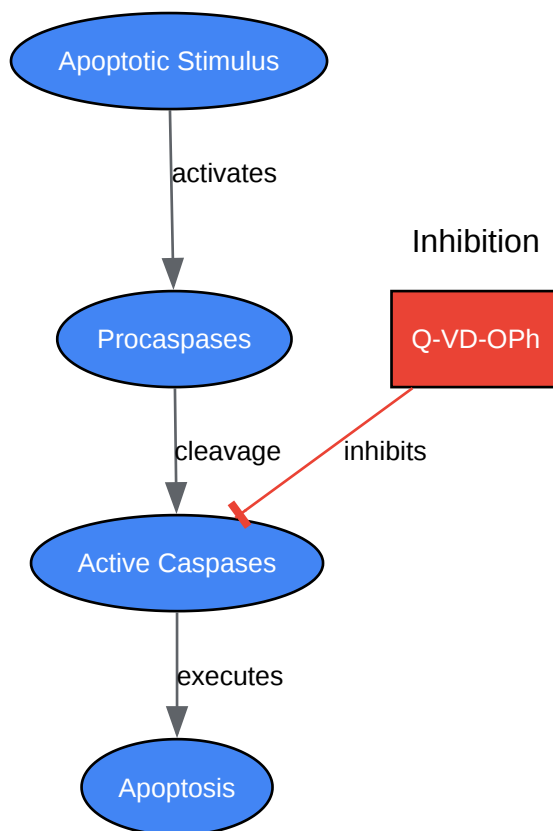 Apoptotic Stimulus
activates
Inhibition
Procaspases
Q-VD-OPh
cleavage
inhibits
Active Caspases
executes
Apoptosis